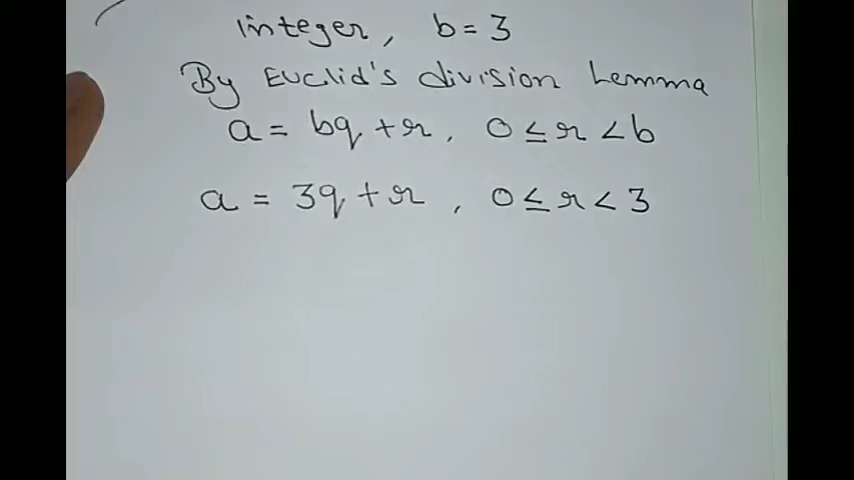 integer, b = 3
By Euclid's division Lemma
a = bq + r, 0 ≤ r < b
a = 3q + r, 0 ≤ r < 3